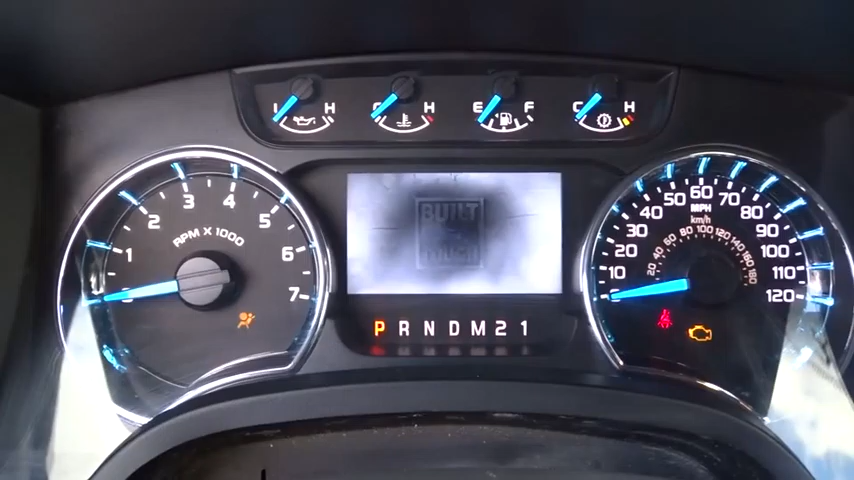 H H E F C H
1 2 3 4 5 6 7
RPM X 1000
BUILT
TOUGH
P R N D M 2 1
10 20 30 40 50 60 70 80 90 100 110 120
MPH
km/h
20 40 60 80 100 120 140 160 180